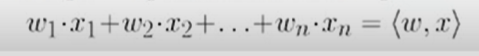 w₁·x₁+w₂·x₂+...+wₙ·xₙ = ⟨w, x⟩